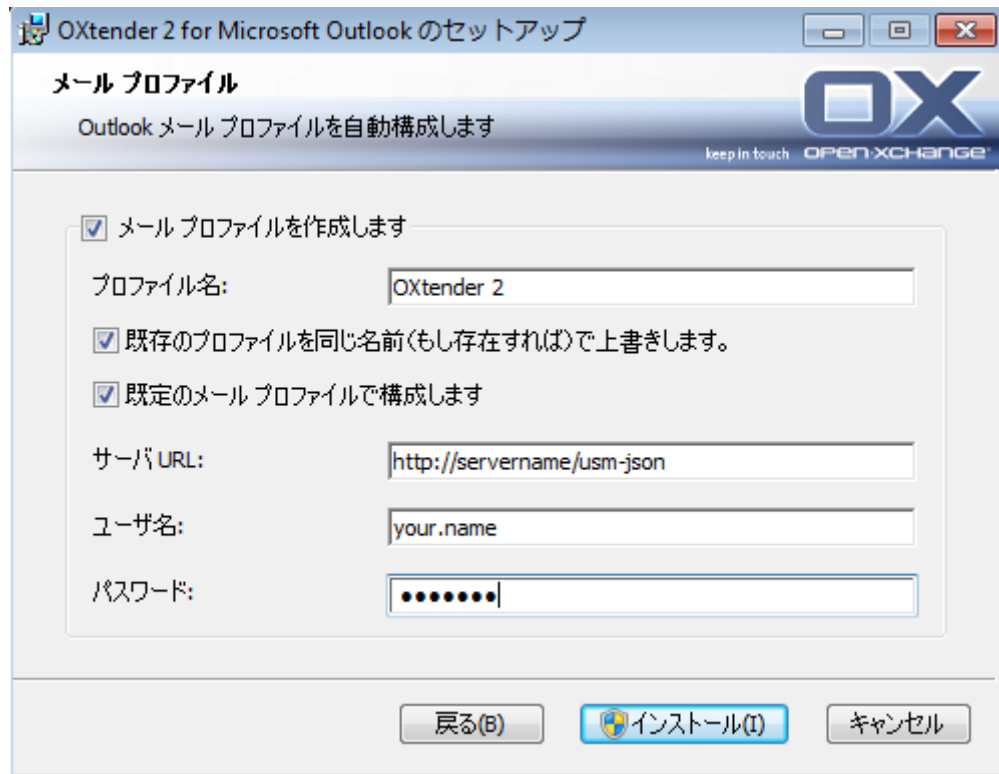 OXtender 2 for Microsoft Outlook のセットアップ
メール プロファイル
Outlook メール プロファイルを自動構成します
OX
keep in touch OPEN-XCHANGE®
メール プロファイルを作成します
プロファイル名: OXtender 2
既存のプロファイルを同じ名前(もし存在すれば)で上書きします。
既定のメール プロファイルで構成します
サーバ URL: http://servername/usm-json
ユーザ名: your.name
パスワード: ●●●●●●●
戻る(B) インストール(I) キャンセル